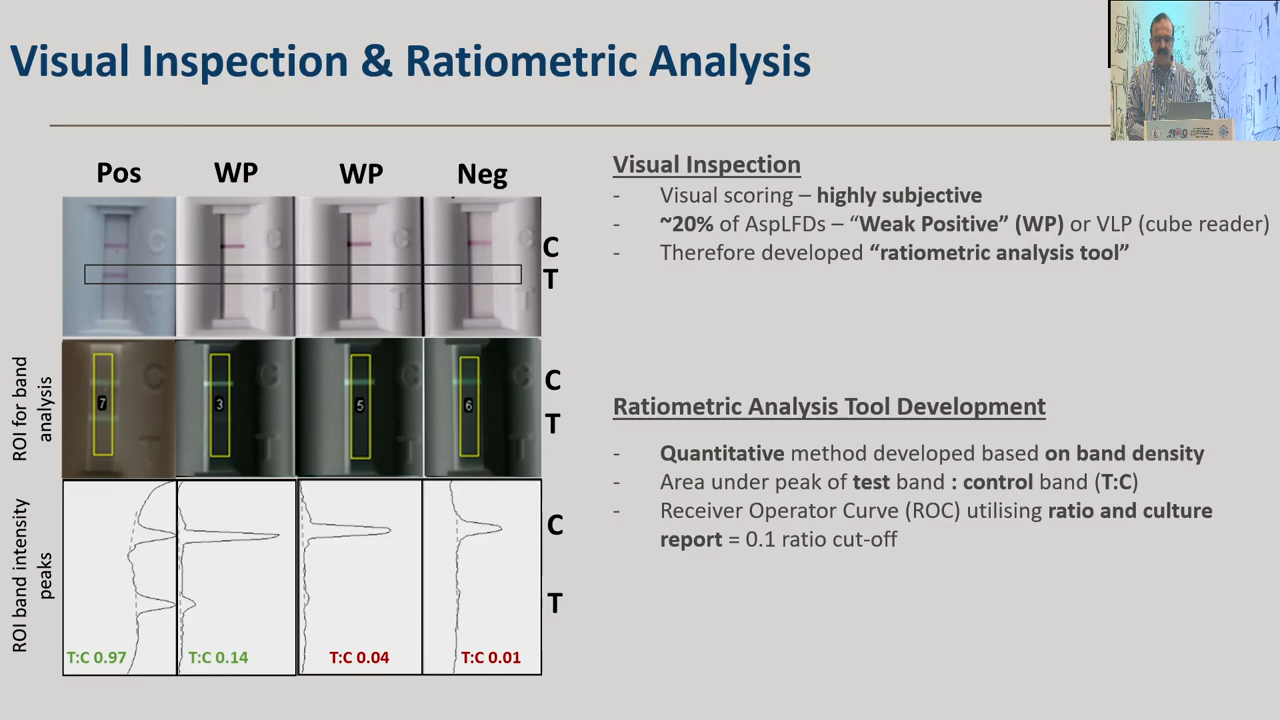 Visual Inspection & Ratiometric Analysis
Pos WP WP Neg
C
T
ROI for band
analysis
7 3 5 6
C
T
ROI band intensity
peaks
C
T
T:C 0.97 T:C 0.14 T:C 0.04 T:C 0.01
Visual Inspection
- Visual scoring – highly subjective
- ~20% of AspLFDs – “Weak Positive” (WP) or VLP (cube reader)
- Therefore developed “ratiometric analysis tool”
Ratiometric Analysis Tool Development
- Quantitative method developed based on band density
- Area under peak of test band : control band (T:C)
- Receiver Operator Curve (ROC) utilising ratio and culture
report = 0.1 ratio cut-off